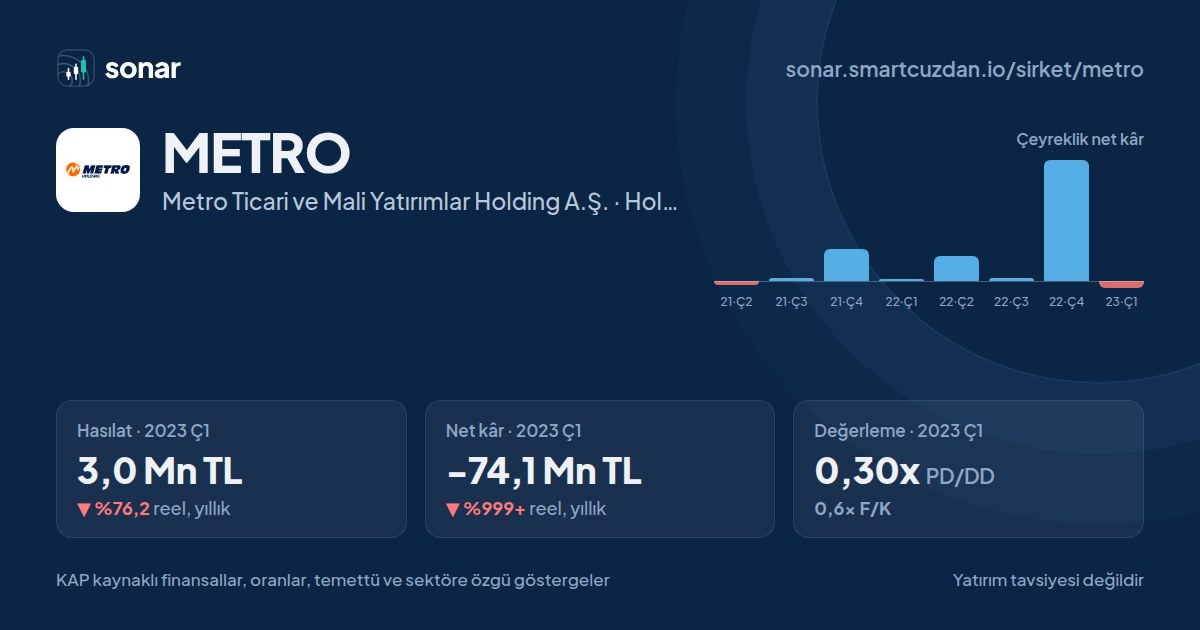 sonar
sonar.smartcuzdan.io/sirket/metro
METRO
HOLDING
METRO
Metro Ticari ve Mali Yatırımlar Holding A.Ş. · Hol...
Çeyreklik net kâr
21·Ç2 21·Ç3 21·Ç4 22·Ç1 22·Ç2 22·Ç3 22·Ç4 23·Ç1
Hasılat · 2023 Ç1
3,0 Mn TL
▼ %76,2 reel, yıllık
Net kâr · 2023 Ç1
-74,1 Mn TL
▼ %999+ reel, yıllık
Değerleme · 2023 Ç1
0,30x PD/DD
0,6× F/K
KAP kaynaklı finansallar, oranlar, temettü ve sektöre özgü göstergeler
Yatırım tavsiyesi değildir